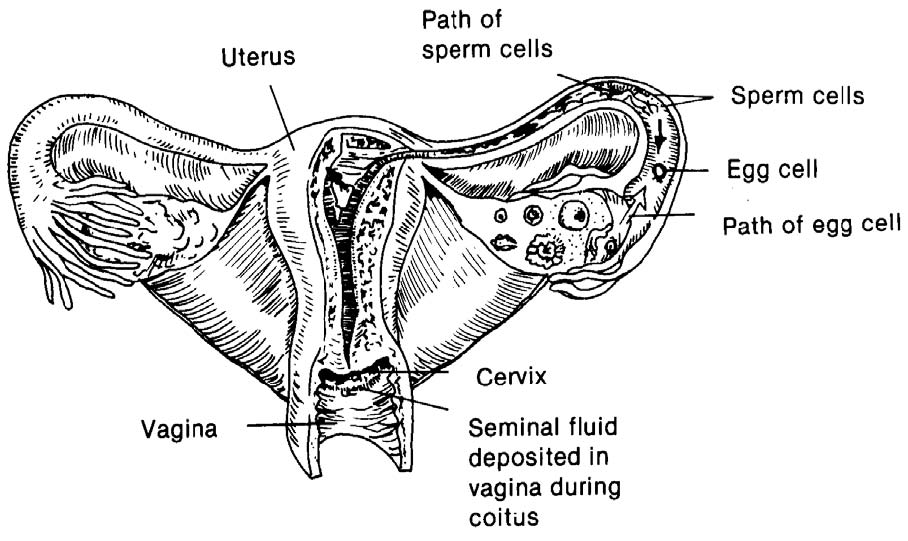 Path of
sperm cells
Uterus
Sperm cells
Egg cell
Path of egg cell
Cervix
Vagina
Seminal fluid
deposited in
vagina during
coitus